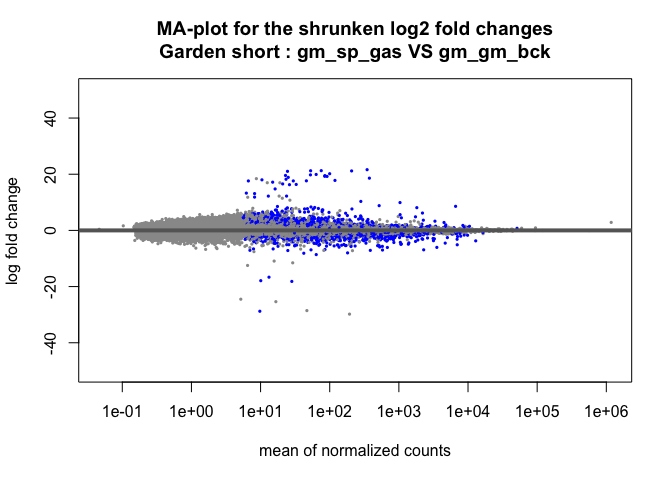 MA-plot for the shrunken log2 fold changes
Garden short : gm_sp_gas VS gm_gm_bck
log fold change
40
20
0
-20
-40
1e-01 1e+00 1e+01 1e+02 1e+03 1e+04 1e+05 1e+06
mean of normalized counts